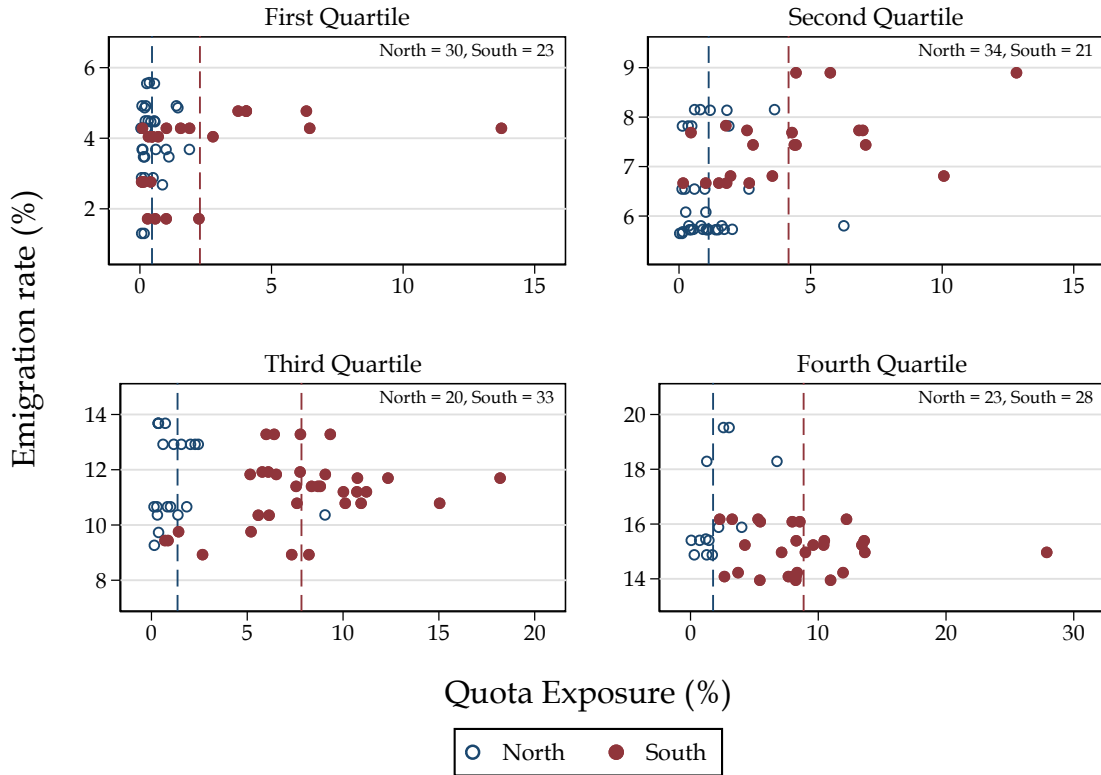 First Quartile
North = 30, South = 23
6
4
2
0
5
10
15
Second Quartile
North = 34, South = 21
9
8
7
6
0
5
10
15
Emigration rate (%)
Third Quartile
North = 20, South = 33
14
12
10
8
0
5
10
15
20
Fourth Quartile
North = 23, South = 28
20
18
16
14
0
10
20
30
Quota Exposure (%)
North
South